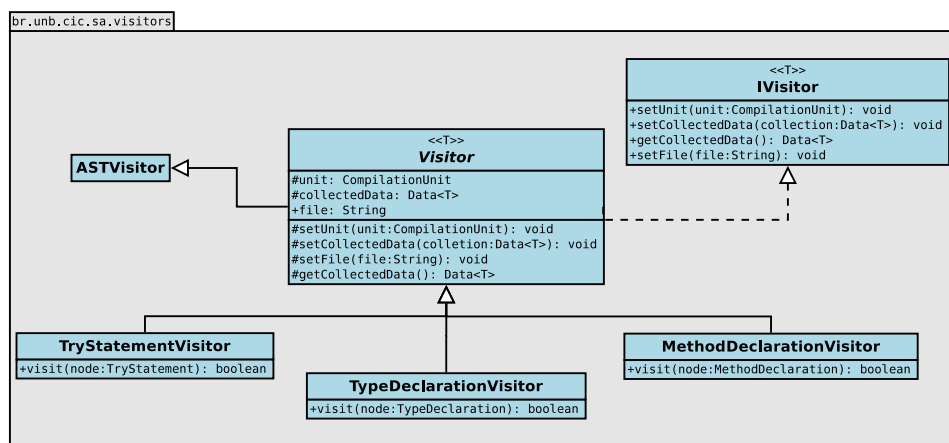 br.unb.cic.sa.visitors
<<T>>
IVisitor
+setUnit(unit:CompilationUnit): void
+setCollectedData(collection:Data<T>): void
+getCollectedData(): Data<T>
+setFile(file:String): void
<<T>>
Visitor
#unit: CompilationUnit
#collectedData: Data<T>
+file: String
#setUnit(unit:CompilationUnit): void
#setCollectedData(colletion:Data<T>): void
#setFile(file:String): void
#getCollectedData(): Data<T>
ASTVisitor
TryStatementVisitor
+visit(node:TryStatement): boolean
TypeDeclarationVisitor
+visit(node:TypeDeclaration): boolean
MethodDeclarationVisitor
+visit(node:MethodDeclaration): boolean